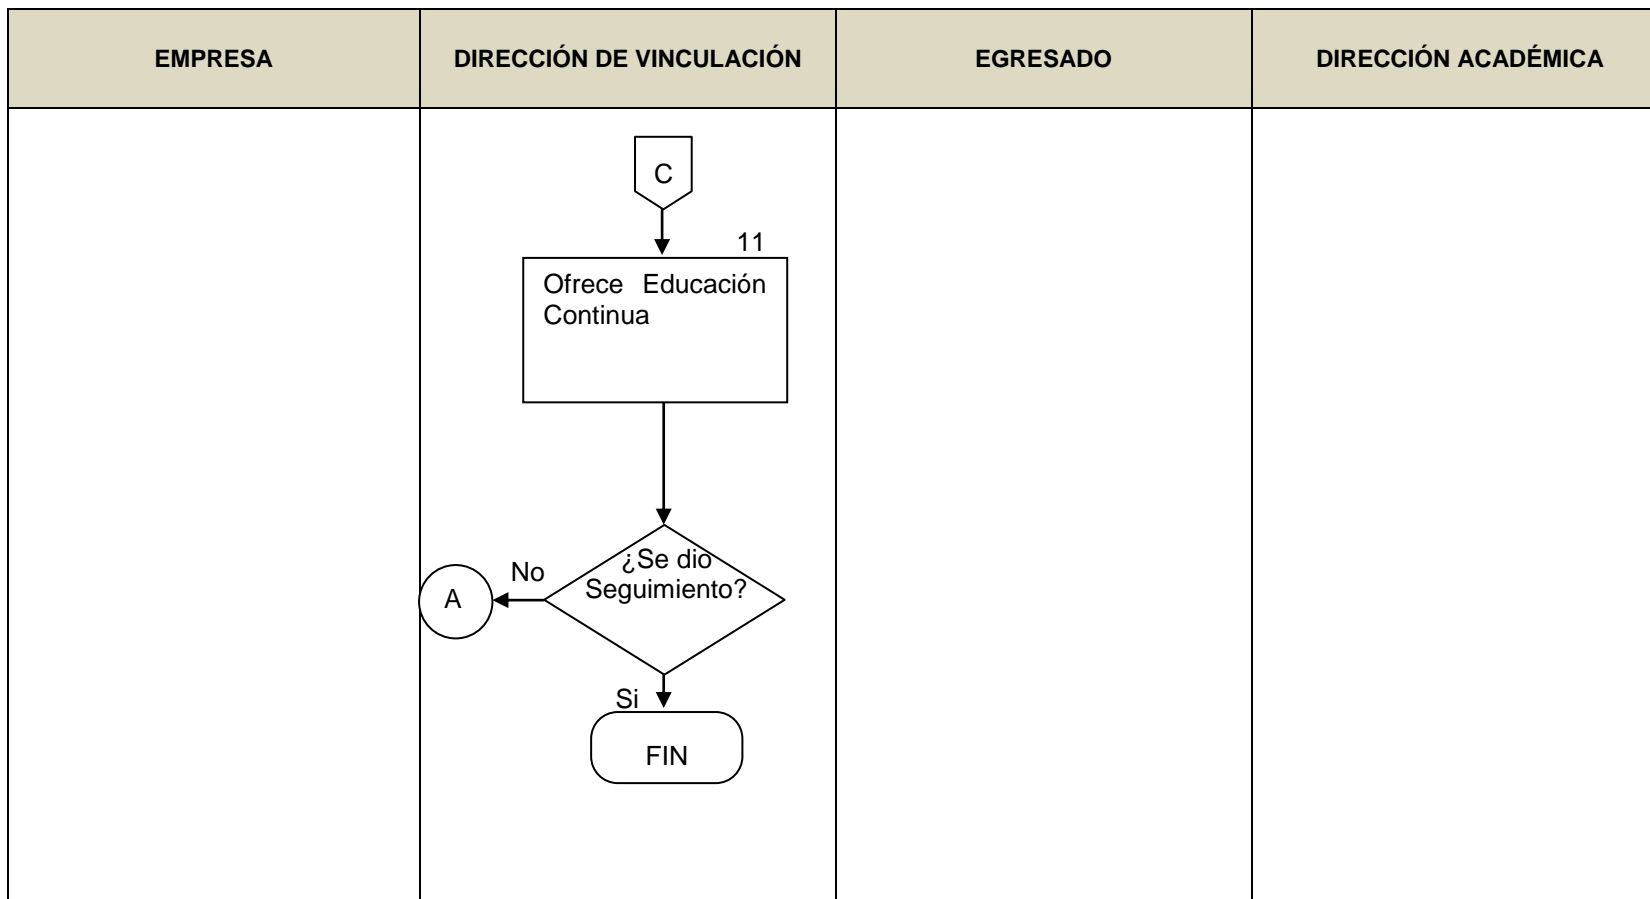 EMPRESA
DIRECCIÓN DE VINCULACIÓN
EGRESADO
DIRECCIÓN ACADÉMICA
C
11
Ofrece Educación
Continua
¿Se dio
Seguimiento?
No
A
Si
FIN